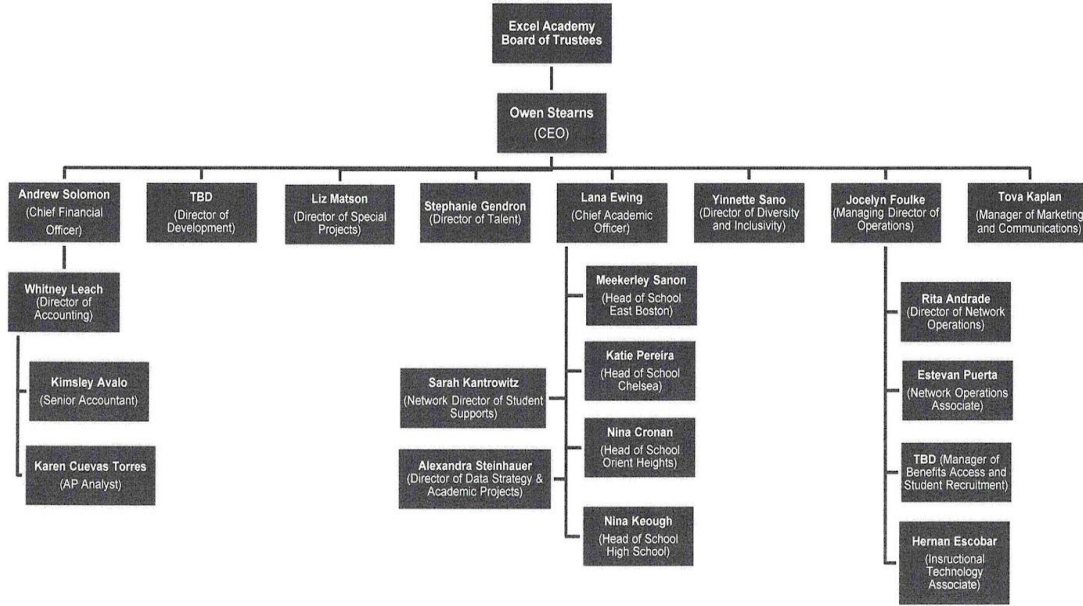 Excel Academy
Board of Trustees
Owen Stearns
(CEO)
Andrew Solomon
(Chief Financial
Officer)
TBD
(Director of
Development)
Liz Matson
(Director of Special
Projects)
Stephanie Gendron
(Director of Talent)
Lana Ewing
(Chief Academic
Officer)
Yinnette Sano
(Director of Diversity
and Inclusivity)
Jocelyn Foulke
(Managing Director of
Operations)
Tova Kaplan
(Manager of Marketing
and Communications)
Whitney Leach
(Director of
Accounting)
Kimsley Avalo
(Senior Accountant)
Karen Cuevas Torres
(AP Analyst)
Sarah Kantrowitz
(Network Director of Student
Supports)
Alexandra Steinhauer
(Director of Data Strategy &
Academic Projects)
Meekerley Sanon
(Head of School
East Boston)
Katie Pereira
(Head of School
Chelsea)
Nina Cronan
(Head of School
Orient Heights)
Nina Keough
(Head of School
High School)
Rita Andrade
(Director of Network
Operations)
Estevan Puerta
(Network Operations
Associate)
TBD (Manager of
Benefits Access and
Student Recruitment)
Hernan Escobar
(Insructional
Technology
Associate)